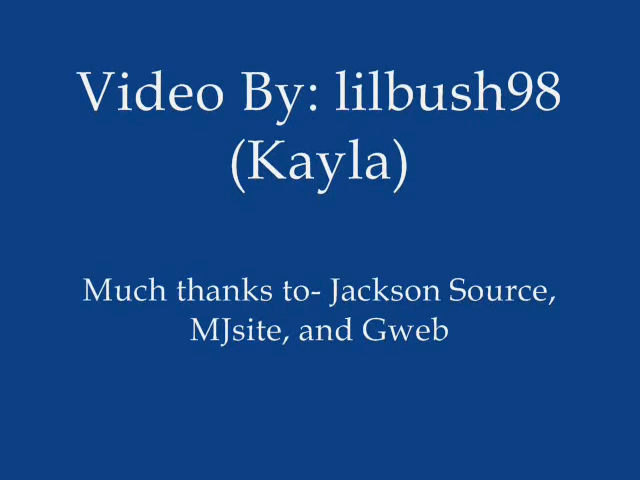 Video By: lilbush98
(Kayla)
Much thanks to- Jackson Source,
MJsite, and Gweb